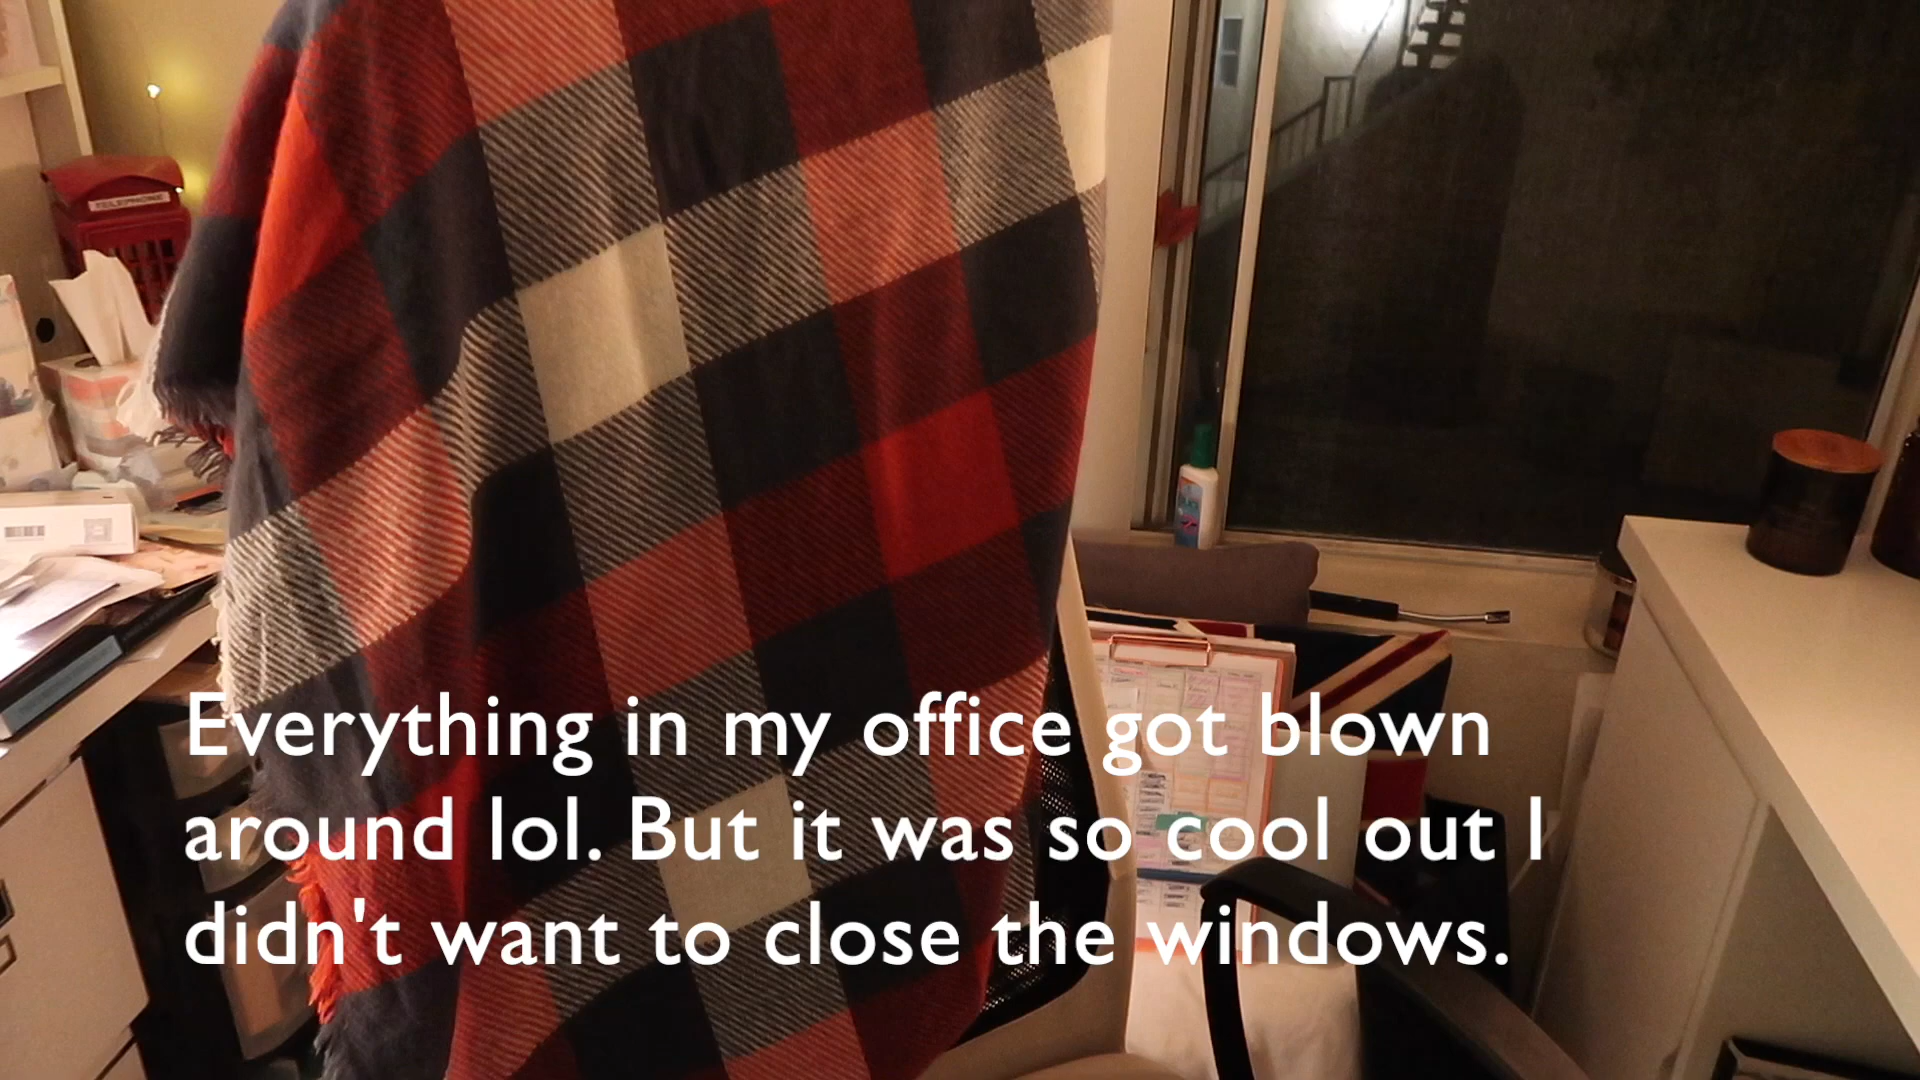 TELEPHONE
Everything in my office got blown
around lol. But it was so cool out I
didn't want to close the windows.